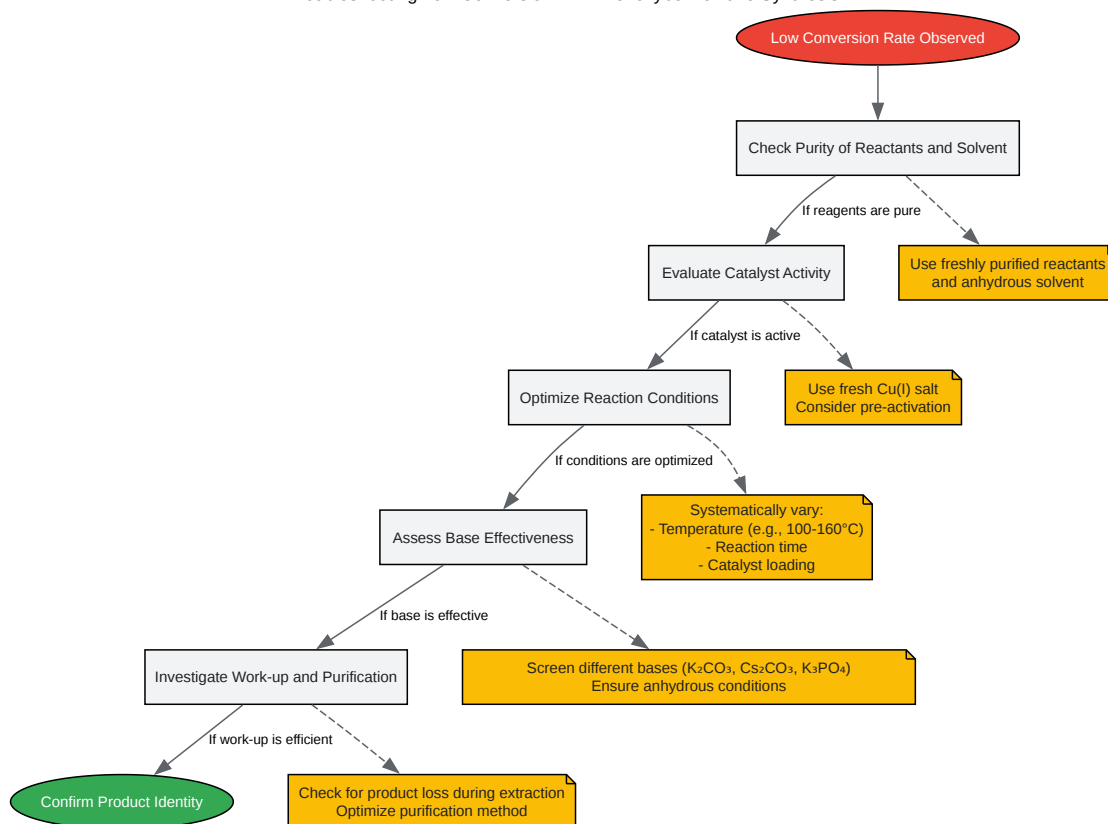 Low Conversion Rate Observed
Check Purity of Reactants and Solvent
If reagents are pure
Evaluate Catalyst Activity
Use freshly purified reactants
and anhydrous solvent
If catalyst is active
Optimize Reaction Conditions
Use fresh Cu(I) salt
Consider pre-activation
If conditions are optimized
Assess Base Effectiveness
Systematically vary:
- Temperature (e.g., 100-160°C)
- Reaction time
- Catalyst loading
If base is effective
Investigate Work-up and Purification
Screen different bases (K₂CO₃, Cs₂CO₃, K₃PO₄)
Ensure anhydrous conditions
If work-up is efficient
Confirm Product Identity
Check for product loss during extraction
Optimize purification method